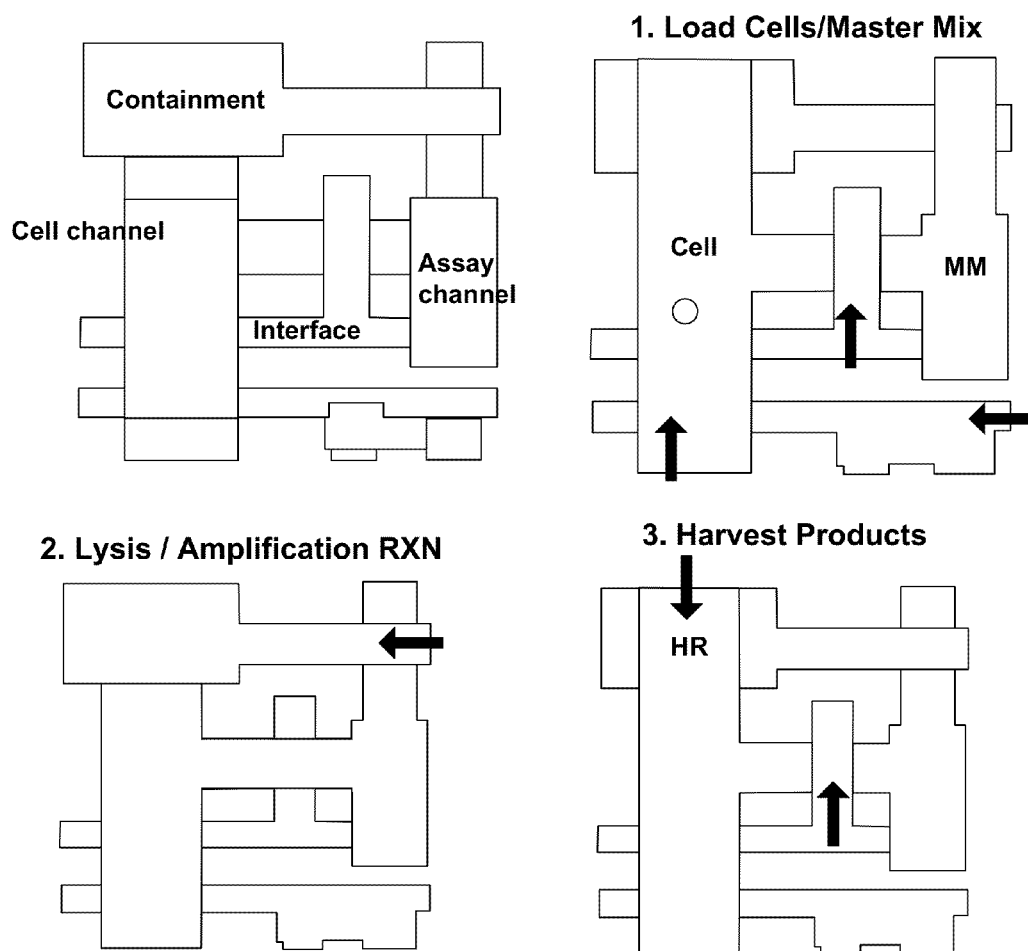 1. Load Cells/Master Mix
Containment
Cell channel
Assay
channel
Interface
Cell
MM
2. Lysis / Amplification RXN
3. Harvest Products
HR